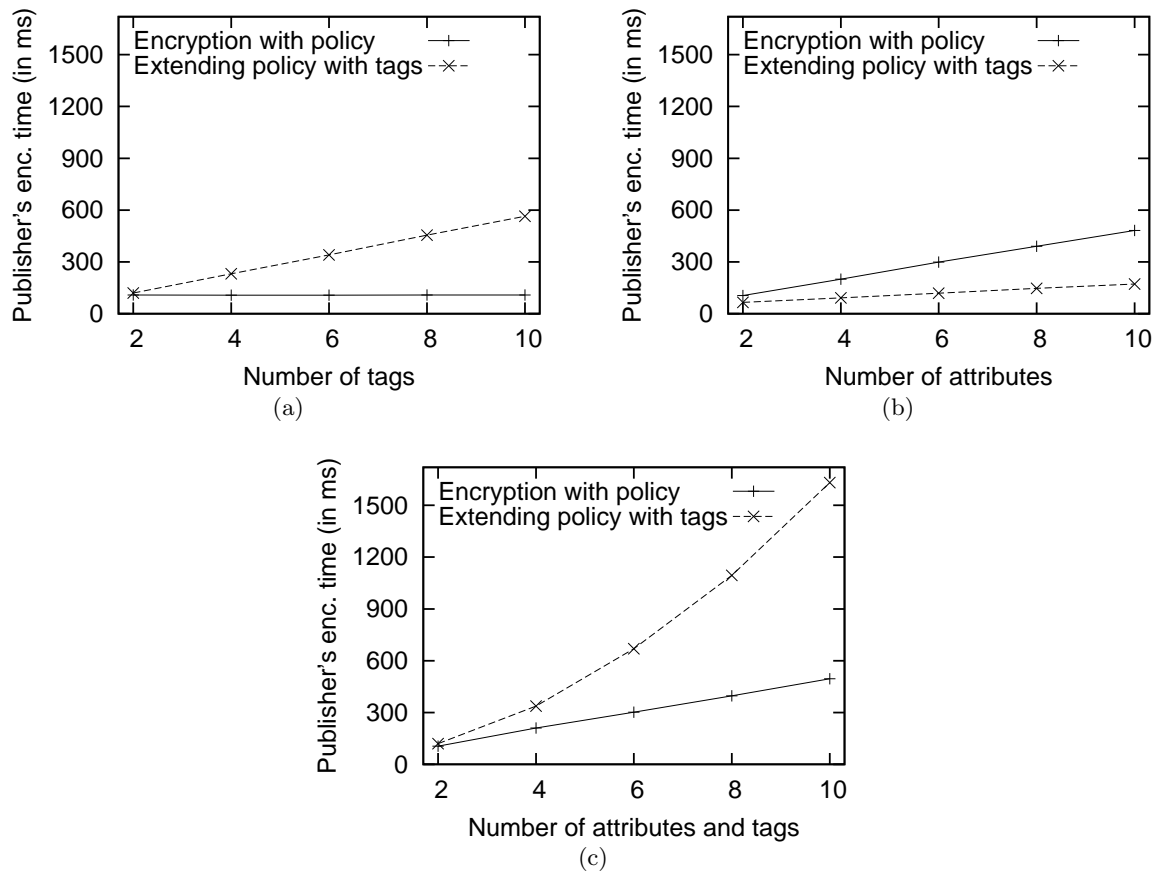 Publisher's enc. time (in ms)
1500
1200
900
600
300
0
Encryption with policy
Extending policy with tags
2 4 6 8 10
Number of tags
(a)
Publisher's enc. time (in ms)
1500
1200
900
600
300
0
Encryption with policy
Extending policy with tags
2 4 6 8 10
Number of attributes
(b)
Publisher's enc. time (in ms)
1500
1200
900
600
300
0
Encryption with policy
Extending policy with tags
2 4 6 8 10
Number of attributes and tags
(c)